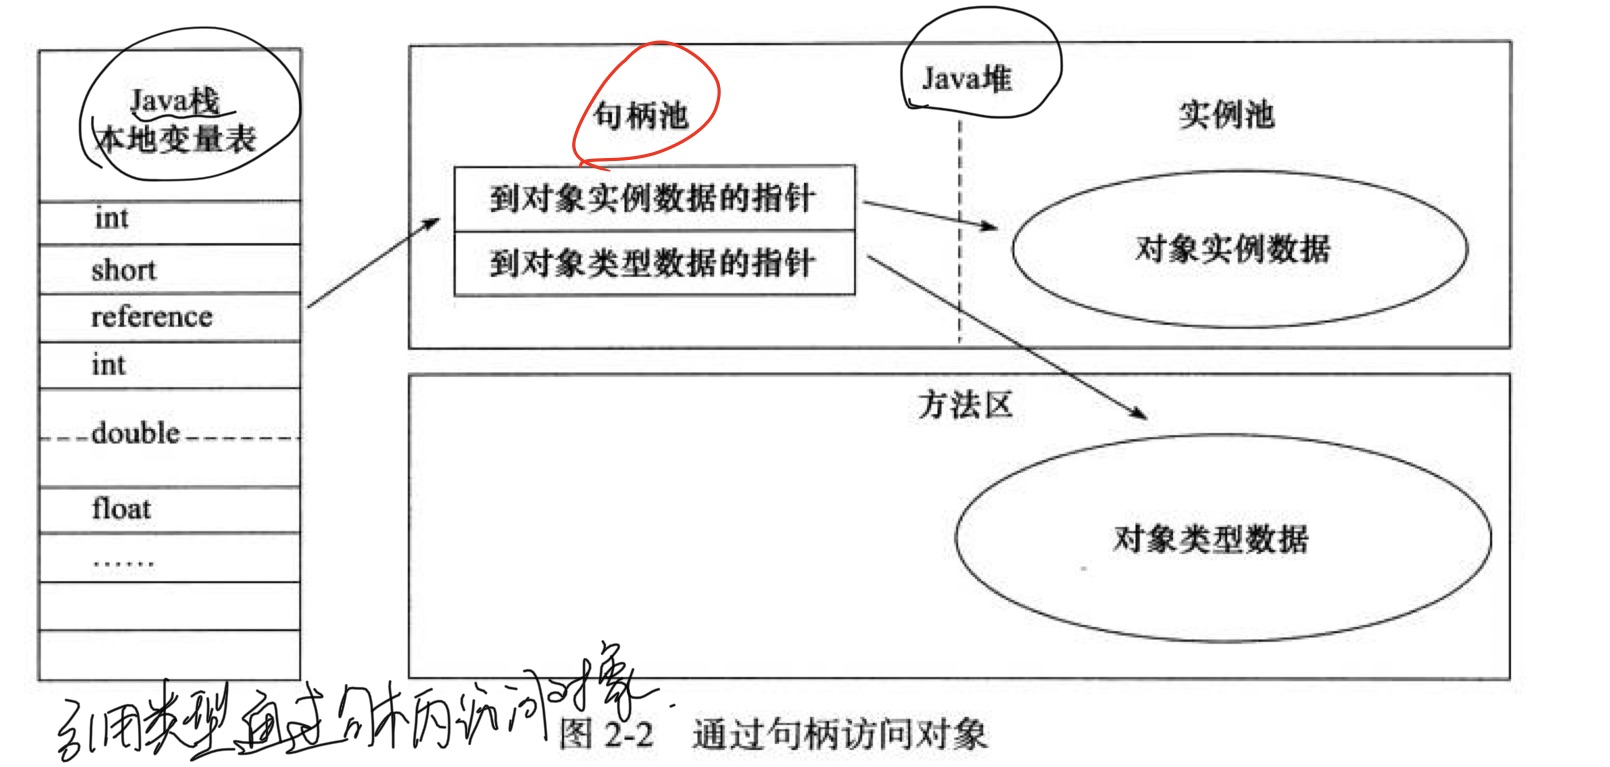 Java栈
本地变量表
int
short
reference
int
double
float
……
Java堆
句柄池
实例池
到对象实例数据的指针
到对象类型数据的指针
对象实例数据
方法区
对象类型数据
引用类型通过句柄访问对象.
图 2-2 通过句柄访问对象